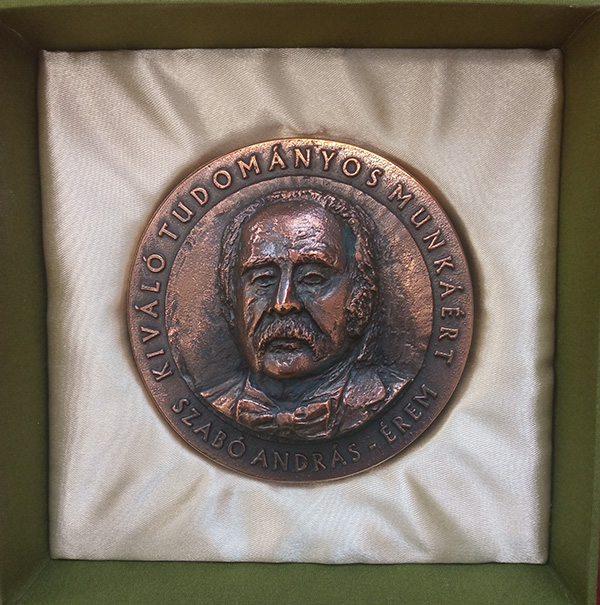 KIVÁLÓ TUDOMÁNYOS MUNKÁÉRT
SZABÓ ANDRÁS - ÉREM